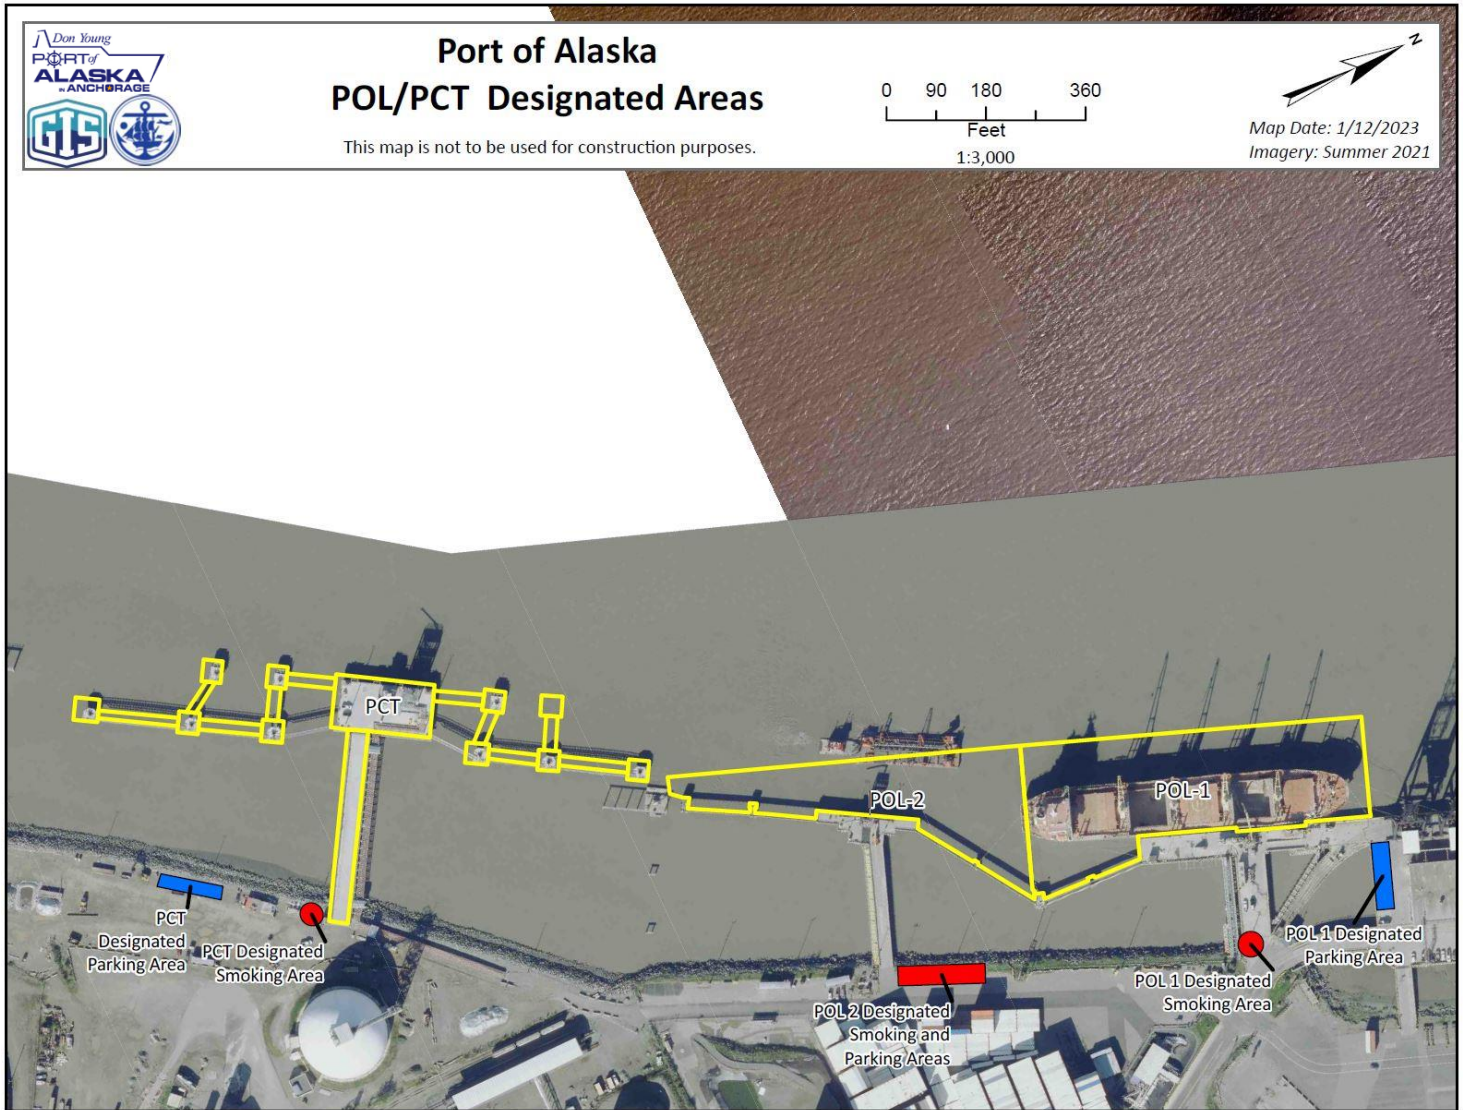 Don Young
PORT of
ALASKA
IN ANCHORAGE
GIS
Port of Alaska
POL/PCT Designated Areas
This map is not to be used for construction purposes.
0 90 180 360
Feet
1:3,000
N
Map Date: 1/12/2023
Imagery: Summer 2021
PCT
POL-2
POL-1
PCT
Designated
Parking Area
PCT Designated
Smoking Area
POL 2 Designated
Smoking and
Parking Areas
POL 1 Designated
Smoking Area
POL 1 Designated
Parking Area